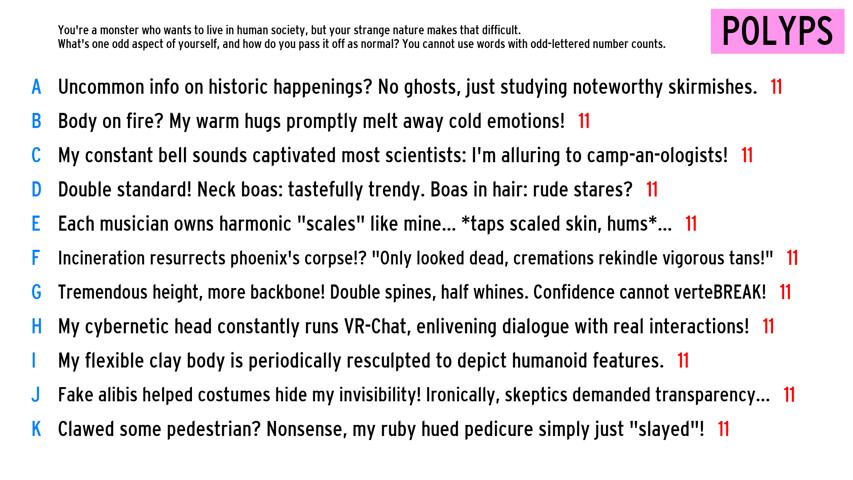 You're a monster who wants to live in human society, but your strange nature makes that difficult.
What's one odd aspect of yourself, and how do you pass it off as normal? You cannot use words with odd-lettered number counts.
POLYPS
A Uncommon info on historic happenings? No ghosts, just studying noteworthy skirmishes. 11
B Body on fire? My warm hugs promptly melt away cold emotions! 11
C My constant bell sounds captivated most scientists: I'm alluring to camp-an-ologists! 11
D Double standard! Neck boas: tastefully trendy. Boas in hair: rude stares? 11
E Each musician owns harmonic "scales" like mine... *taps scaled skin, hums*... 11
F Incineration resurrects phoenix's corpse!? "Only looked dead, cremations rekindle vigorous tans!" 11
G Tremendous height, more backbone! Double spines, half whines. Confidence cannot verteBREAK! 11
H My cybernetic head constantly runs VR-Chat, enlivening dialogue with real interactions! 11
I My flexible clay body is periodically resculpted to depict humanoid features. 11
J Fake alibis helped costumes hide my invisibility! Ironically, skeptics demanded transparency... 11
K Clawed some pedestrian? Nonsense, my ruby hued pedicure simply just "slayed"! 11